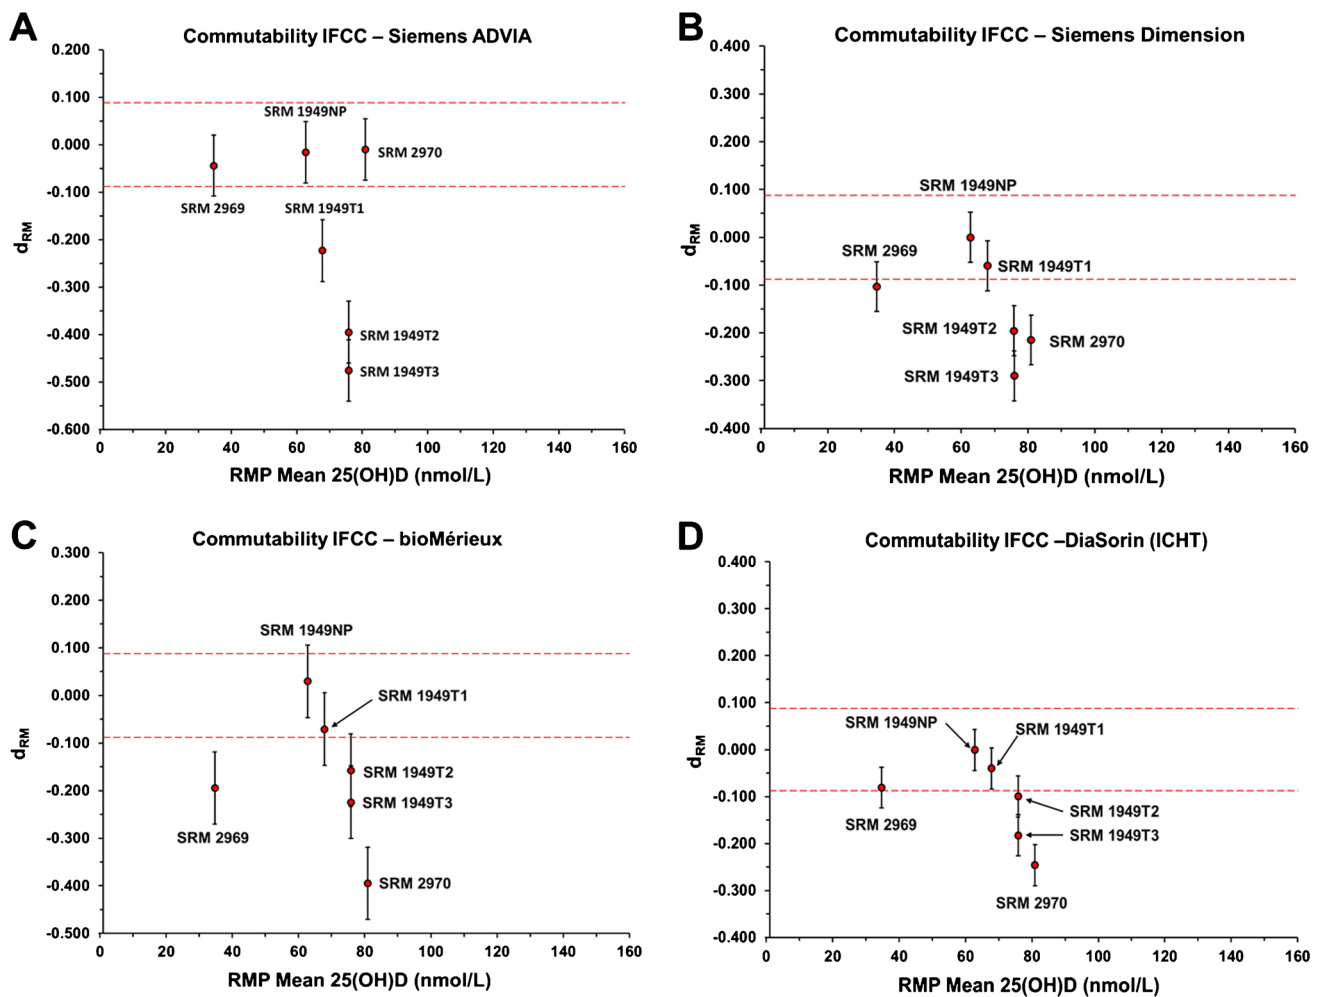 A
Commutability IFCC – Siemens ADVIA
0.200
0.100
0.000
-0.100
-0.200
-0.300
-0.400
-0.500
-0.600
dRM
SRM 1949NP
SRM 2970
SRM 2969
SRM 1949T1
SRM 1949T2
SRM 1949T3
0 20 40 60 80 100 120 140 160
RMP Mean 25(OH)D (nmol/L)
B
Commutability IFCC – Siemens Dimension
0.400
0.300
0.200
0.100
0.000
-0.100
-0.200
-0.300
-0.400
dRM
SRM 1949NP
SRM 2969
SRM 1949T1
SRM 1949T2
SRM 2970
SRM 1949T3
0 20 40 60 80 100 120 140 160
RMP Mean 25(OH)D (nmol/L)
C
Commutability IFCC – bioMérieux
0.300
0.200
0.100
0.000
-0.100
-0.200
-0.300
-0.400
-0.500
dRM
SRM 1949NP
SRM 1949T1
SRM 1949T2
SRM 1949T3
SRM 2969
SRM 2970
0 20 40 60 80 100 120 140 160
RMP Mean 25(OH)D (nmol/L)
D
Commutability IFCC –DiaSorin (ICHT)
0.400
0.300
0.200
0.100
0.000
-0.100
-0.200
-0.300
-0.400
dRM
SRM 1949NP
SRM 1949T1
SRM 2969
SRM 1949T2
SRM 1949T3
SRM 2970
0 20 40 60 80 100 120 140 160
RMP Mean 25(OH)D (nmol/L)